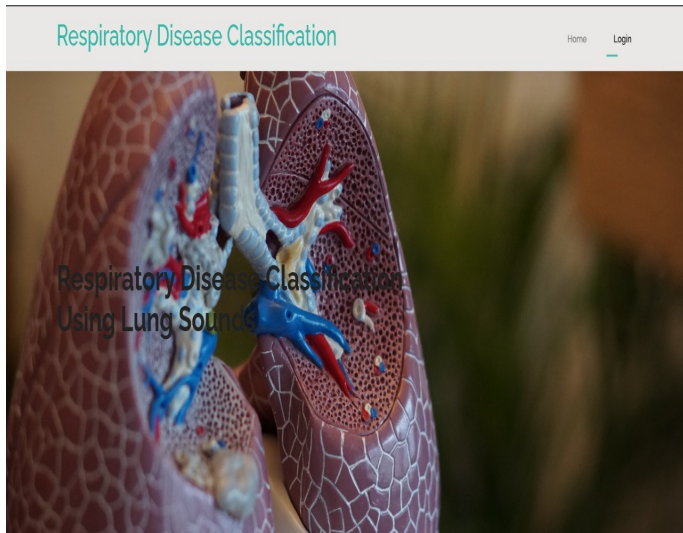 Respiratory Disease Classification
Home
Login
Respiratory Disease Classification
Using Lung Sounds